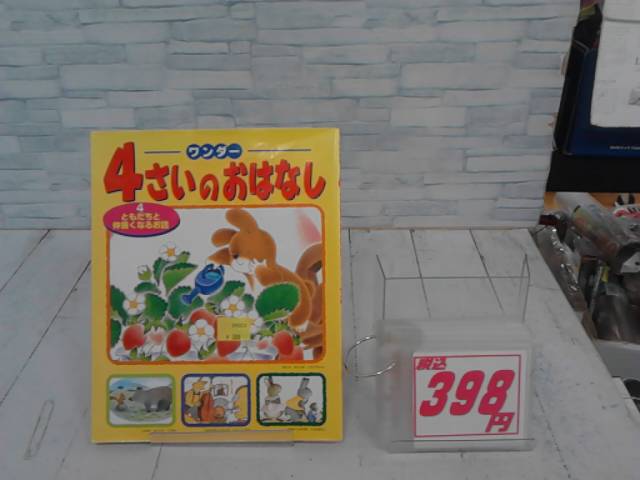 ワンダー
4さいのおはなし
4
ともだちと
仲良くなるお話
税込
398
円